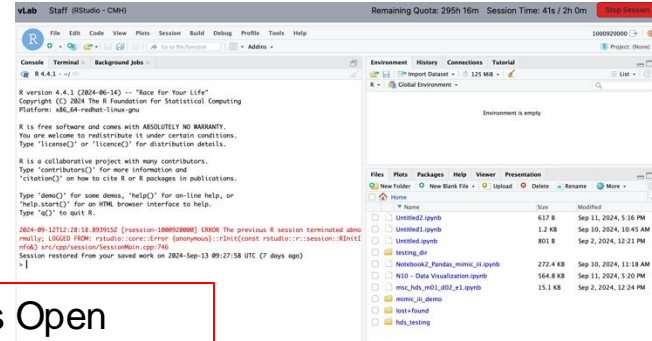 vLab Staff (RStudio - CMH) Remaining Quota: 295h 16m Session Time: 41s / 2h 0m Stop Session
File Edit Code View Plots Session Build Debug Profile Tools Help
1000920000
Go to file/function Addins
Project: (None)
Console Terminal Background Jobs
R 4.4.1 · ~/
R version 4.4.1 (2024-06-14) -- "Race for Your Life"
Copyright (C) 2024 The R Foundation for Statistical Computing
Platform: x86_64-redhat-linux-gnu
R is free software and comes with ABSOLUTELY NO WARRANTY.
You are welcome to redistribute it under certain conditions.
Type 'license()' or 'licence()' for distribution details.
R is a collaborative project with many contributors.
Type 'contributors()' for more information and
'citation()' on how to cite R or R packages in publications.
Type 'demo()' for some demos, 'help()' for on-line help, or
'help.start()' for an HTML browser interface to help.
Type 'q()' to quit R.
2024-09-12T12:28:18.893915Z [rsession-1000920000] ERROR The previous R session terminated abno
rmally; LOGGED FROM: rstudio::core::Error {anonymous}::rInit(const rstudio::r::session::RInitI
nfo&) src/cpp/session/SessionMain.cpp:746
Session restored from your saved work on 2024-Sep-13 09:27:58 UTC (7 days ago)
>
s Open
Environment History Connections Tutorial
Import Dataset 125 MiB List
R Global Environment
Environment is empty
Files Plots Packages Help Viewer Presentation
New Folder New Blank File Upload Delete Rename More
Home
Name Size Modified
Untitled2.ipynb 617 B Sep 11, 2024, 5:16 PM
Untitled1.ipynb 1.2 KB Sep 10, 2024, 10:45 AM
Untitled.ipynb 801 B Sep 2, 2024, 12:21 PM
testing_dir
Notebook2_Pandas_mimic_iii.ipynb 272.4 KB Sep 10, 2024, 11:18 AM
N10 - Data Visualization.ipynb 564.8 KB Sep 11, 2024, 5:20 PM
msc_hds_m01_d02_e1.ipynb 15.1 KB Sep 2, 2024, 12:24 PM
mimic_iii_demo
lost+found
hds_testing